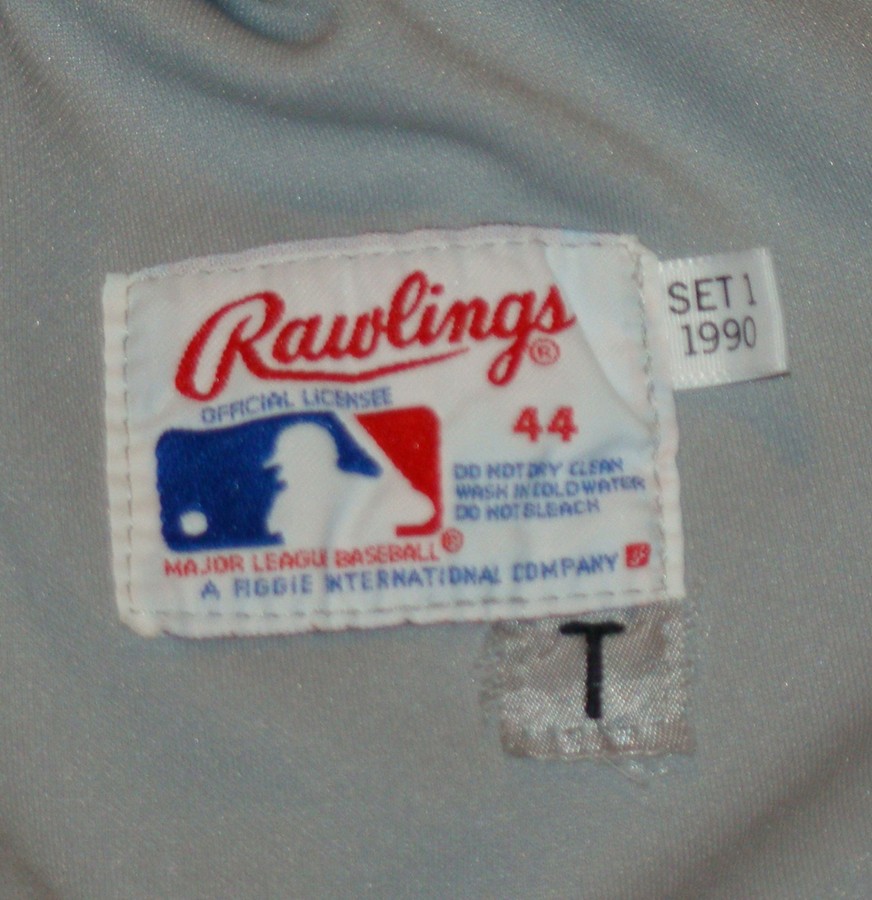 Rawlings®
SET 1
1990
OFFICIAL LICENSEE
44
DO NOT DRY CLEAN
WASH IN COLD WATER
DO NOT BLEACH
MAJOR LEAGUE BASEBALL®
A FIGGIE INTERNATIONAL COMPANY
T